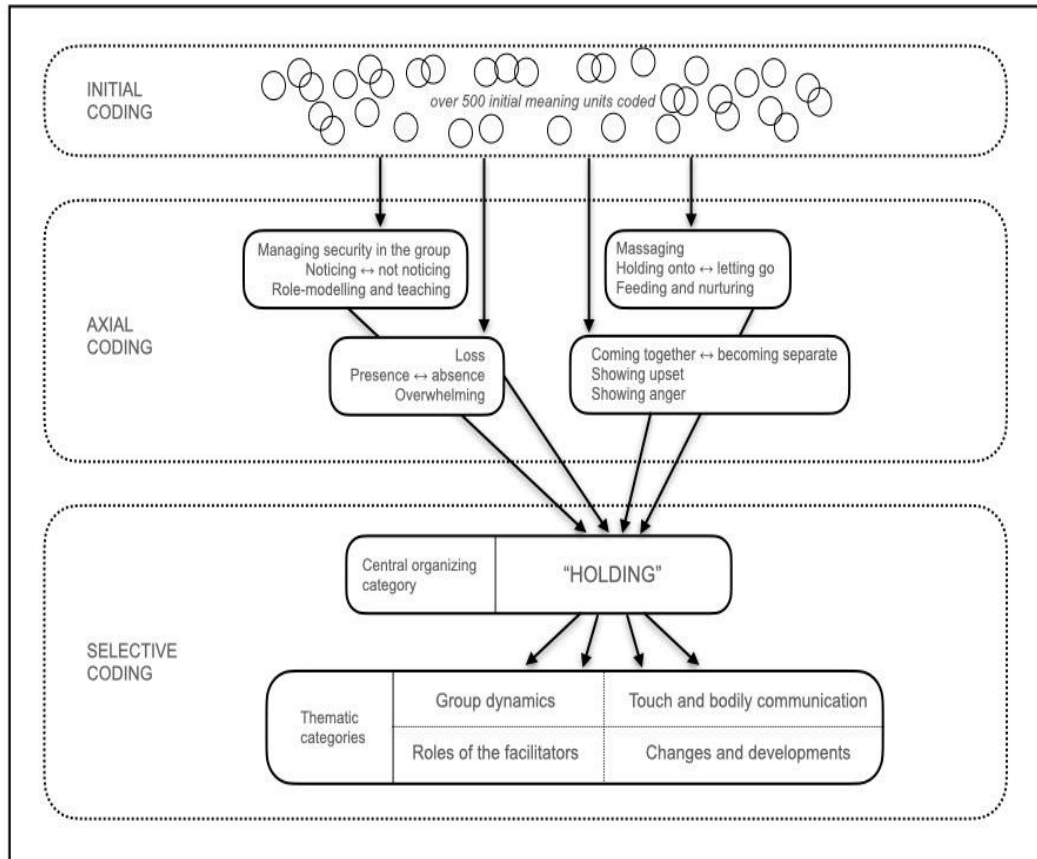 INITIAL
CODING
over 500 initial meaning units coded
AXIAL
CODING
Managing security in the group
Noticing ↔ not noticing
Role-modelling and teaching
Massaging
Holding onto ↔ letting go
Feeding and nurturing
Loss
Presence ↔ absence
Overwhelming
Coming together ↔ becoming separate
Showing upset
Showing anger
SELECTIVE
CODING
Central organizing
category
“HOLDING”
Thematic
categories
Group dynamics
Touch and bodily communication
Roles of the facilitators
Changes and developments